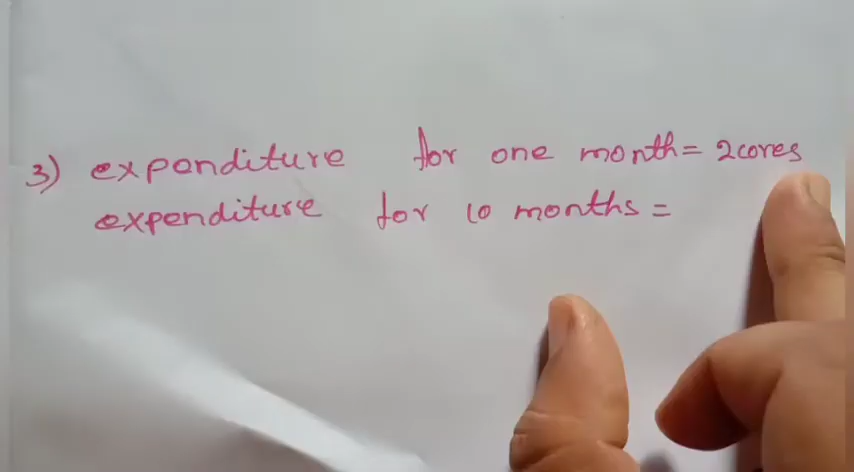 3) expenditure for one month = 2cores
expenditure for 10 months =